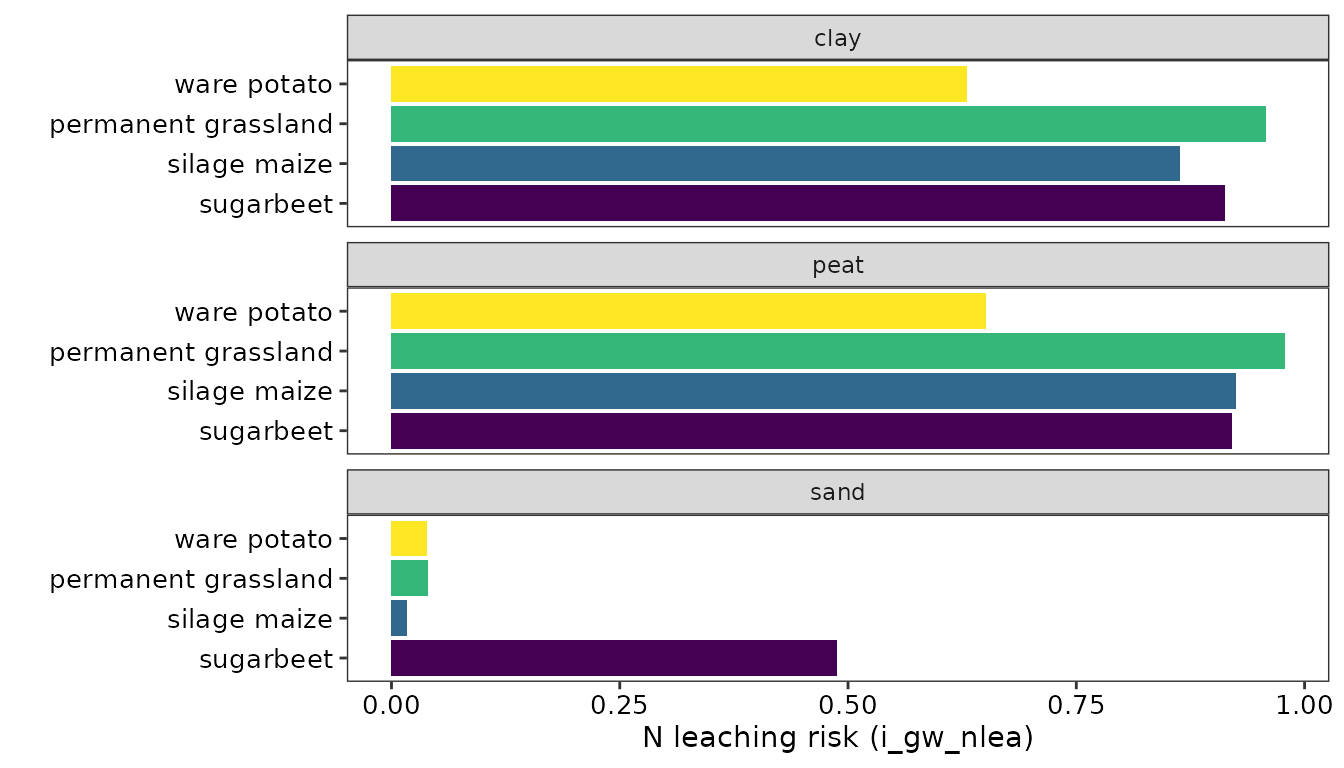 clay
ware potato
permanent grassland
silage maize
sugarbeet
peat
ware potato
permanent grassland
silage maize
sugarbeet
sand
ware potato
permanent grassland
silage maize
sugarbeet
0.00 0.25 0.50 0.75 1.00
N leaching risk (i_gw_nlea)